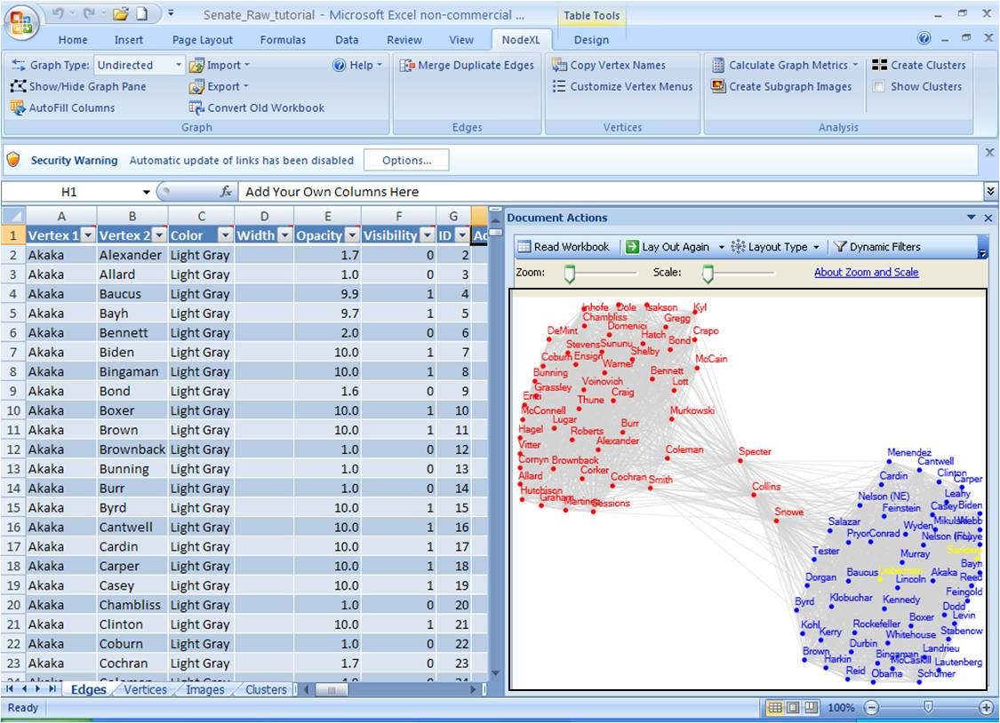 Senate_Raw_tutorial - Microsoft Excel non-commercial ...
Table Tools
Home Insert Page Layout Formulas Data Review View NodeXL Design
Graph Type: Undirected Import Help Merge Duplicate Edges Copy Vertex Names Calculate Graph Metrics Create Clusters
Show/Hide Graph Pane Export Customize Vertex Menus Create Subgraph Images Show Clusters
AutoFill Columns Convert Old Workbook
Graph Edges Vertices Analysis
Security Warning Automatic update of links has been disabled Options...
H1 fx Add Your Own Columns Here
A B C D E F G
1 Vertex 1 Vertex 2 Color Width Opacity Visibility ID
2 Akaka Alexander Light Gray 1.7 0 2
3 Akaka Allard Light Gray 1.0 0 3
4 Akaka Baucus Light Gray 9.9 1 4
5 Akaka Bayh Light Gray 9.7 1 5
6 Akaka Bennett Light Gray 2.0 0 6
7 Akaka Biden Light Gray 10.0 1 7
8 Akaka Bingaman Light Gray 10.0 1 8
9 Akaka Bond Light Gray 1.6 0 9
10 Akaka Boxer Light Gray 10.0 1 10
11 Akaka Brown Light Gray 10.0 1 11
12 Akaka Brownback Light Gray 1.0 0 12
13 Akaka Bunning Light Gray 1.0 0 13
14 Akaka Burr Light Gray 1.0 0 14
15 Akaka Byrd Light Gray 10.0 1 15
16 Akaka Cantwell Light Gray 10.0 1 16
17 Akaka Cardin Light Gray 10.0 1 17
18 Akaka Carper Light Gray 10.0 1 18
19 Akaka Casey Light Gray 10.0 1 19
20 Akaka Chambliss Light Gray 1.0 0 20
21 Akaka Clinton Light Gray 10.0 1 21
22 Akaka Coburn Light Gray 1.0 0 22
23 Akaka Cochran Light Gray 1.7 0 23
Edges Vertices Images Clusters
Document Actions
Read Workbook Lay Out Again Layout Type Dynamic Filters
Zoom: Scale: About Zoom and Scale
Inhofe Dole Isakson Kyl
Chambliss Gregg
DeMint Domenici Hatch Crapo
Stevens Sununu Bond
Coburn Ensign Shelby McCain
Bunning Warner Bennett
Grassley Voinovich Lott
Enzi Thune Craig
McConnell Murkowski
Hagel Lugar Burr
Vitter Roberts Alexander
Cornyn Brownback Coleman Specter
Allard Corker Cochran Smith
Hutchison Graham Sessions
Collins
Snowe
Menendez
Cantwell
Cardin Clinton Carper
Nelson (NE) Leahy
Feinstein Casey Biden
Salazar Wyden
Pryor Conrad
Tester Murray
Dorgan Baucus Lincoln Akaka Reed
Byrd Klobuchar Kennedy Feingold
Dodd
Kohl Rockefeller Boxer Levin
Kerry Whitehouse Stabenow
Brown Durbin Landrieu
Harkin Bingaman McCaskill Lautenberg
Reid Obama Schumer
Ready 100%